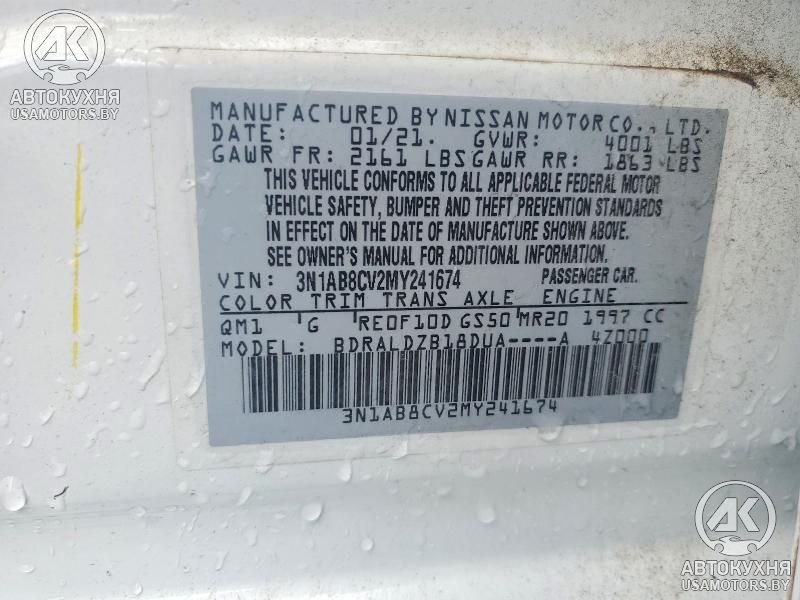 AK
АВТОКУХНЯ
USAMOTORS.BY
MANUFACTURED BY NISSAN MOTOR CO., LTD.
DATE: 01/21. GVWR: 4001 LBS
GAWR FR: 2161 LBS GAWR RR: 1863 LBS
THIS VEHICLE CONFORMS TO ALL APPLICABLE FEDERAL MOTOR
VEHICLE SAFETY, BUMPER AND THEFT PREVENTION STANDARDS
IN EFFECT ON THE DATE OF MANUFACTURE SHOWN ABOVE.
SEE OWNER'S MANUAL FOR ADDITIONAL INFORMATION.
VIN: 3N1AB8CV2MY241674 PASSENGER CAR.
COLOR TRIM TRANS AXLE ENGINE
QM1 G RE0F10D GS50 MR20 1997 CC
MODEL: BDRALDZB18DUA----A 4Z000
3N1AB8CV2MY241674
AK
АВТОКУХНЯ
USAMOTORS.BY